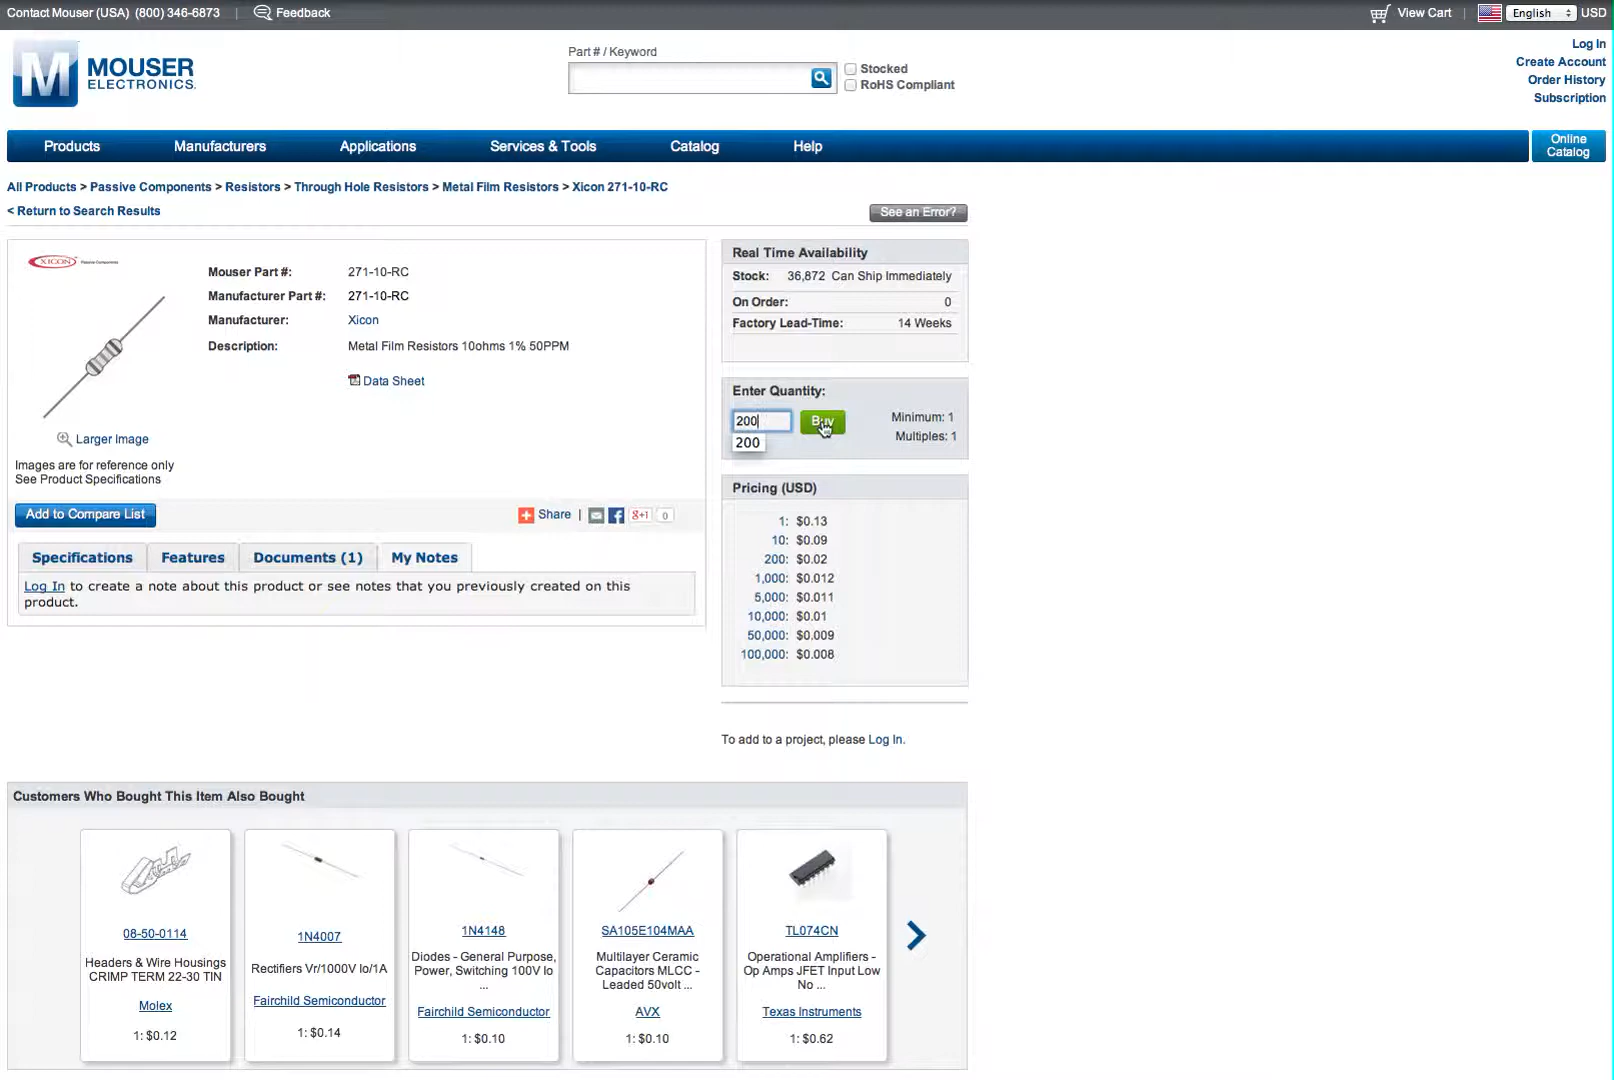 Contact Mouser (USA) (800) 346-6873 | Feedback
View Cart | English USD
Log In
Create Account
Order History
Subscription
M MOUSER ELECTRONICS
Part # / Keyword
Stocked
RoHS Compliant
Products Manufacturers Applications Services & Tools Catalog Help Online Catalog
All Products > Passive Components > Resistors > Through Hole Resistors > Metal Film Resistors > Xicon 271-10-RC
< Return to Search Results
See an Error?
XICON Passive Components
Mouser Part #: 271-10-RC
Manufacturer Part #: 271-10-RC
Manufacturer: Xicon
Description: Metal Film Resistors 10ohms 1% 50PPM
Data Sheet
Larger Image
Images are for reference only
See Product Specifications
Add to Compare List
Share | g+1 0
Specifications Features Documents (1) My Notes
Log In to create a note about this product or see notes that you previously created on this
product.
Real Time Availability
Stock: 36,872 Can Ship Immediately
On Order: 0
Factory Lead-Time: 14 Weeks
Enter Quantity:
200 Buy
200
Minimum: 1
Multiples: 1
Pricing (USD)
1: $0.13
10: $0.09
200: $0.02
1,000: $0.012
5,000: $0.011
10,000: $0.01
50,000: $0.009
100,000: $0.008
To add to a project, please Log In.
Customers Who Bought This Item Also Bought
08-50-0114
Headers & Wire Housings
CRIMP TERM 22-30 TIN
Molex
1: $0.12
1N4007
Rectifiers Vr/1000V Io/1A
Fairchild Semiconductor
1: $0.14
1N4148
Diodes - General Purpose,
Power, Switching 100V Io
...
Fairchild Semiconductor
1: $0.10
SA105E104MAA
Multilayer Ceramic
Capacitors MLCC -
Leaded 50volt ...
AVX
1: $0.10
TL074CN
Operational Amplifiers -
Op Amps JFET Input Low
No ...
Texas Instruments
1: $0.62